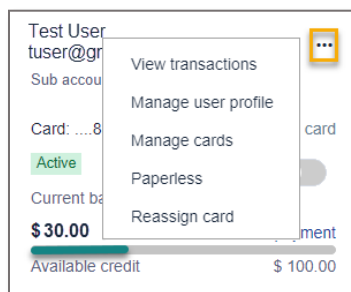 Test User
tuser@gr
Sub accou
View transactions
Manage user profile
Manage cards
Paperless
Reassign card
Card: ....8
card
Active
Current ba
$30.00
ment
Available credit
$ 100.00